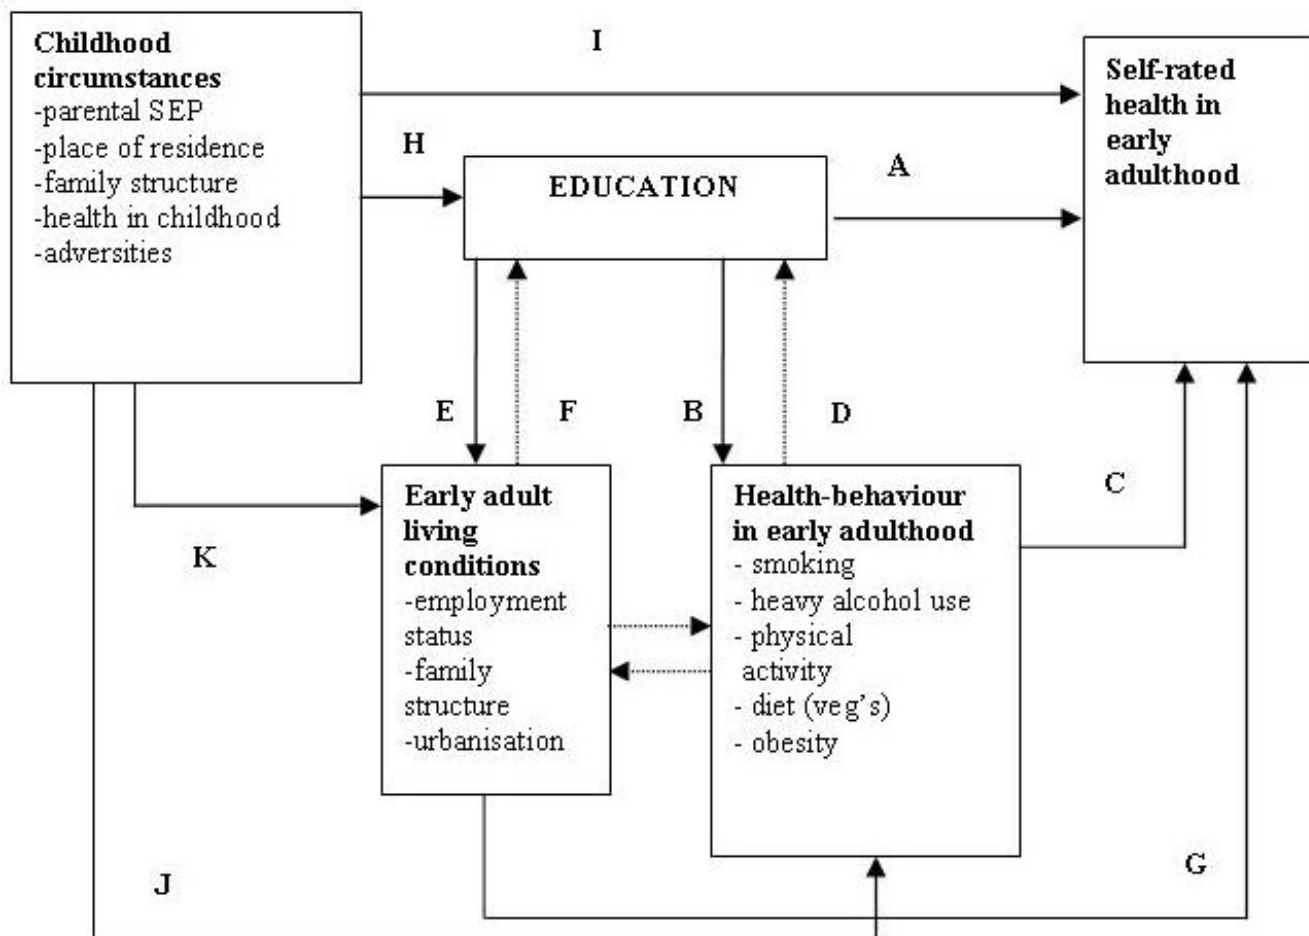 Childhood
circumstances
-parental SEP
-place of residence
-family structure
-health in childhood
-adversities
I
H
EDUCATION
A
Self-rated
health in
early
adulthood
E
F
B
D
C
K
Early adult
living
conditions
-employment
status
-family
structure
-urbanisation
Health-behaviour
in early adulthood
- smoking
- heavy alcohol use
- physical
activity
- diet (veg's)
- obesity
J
G